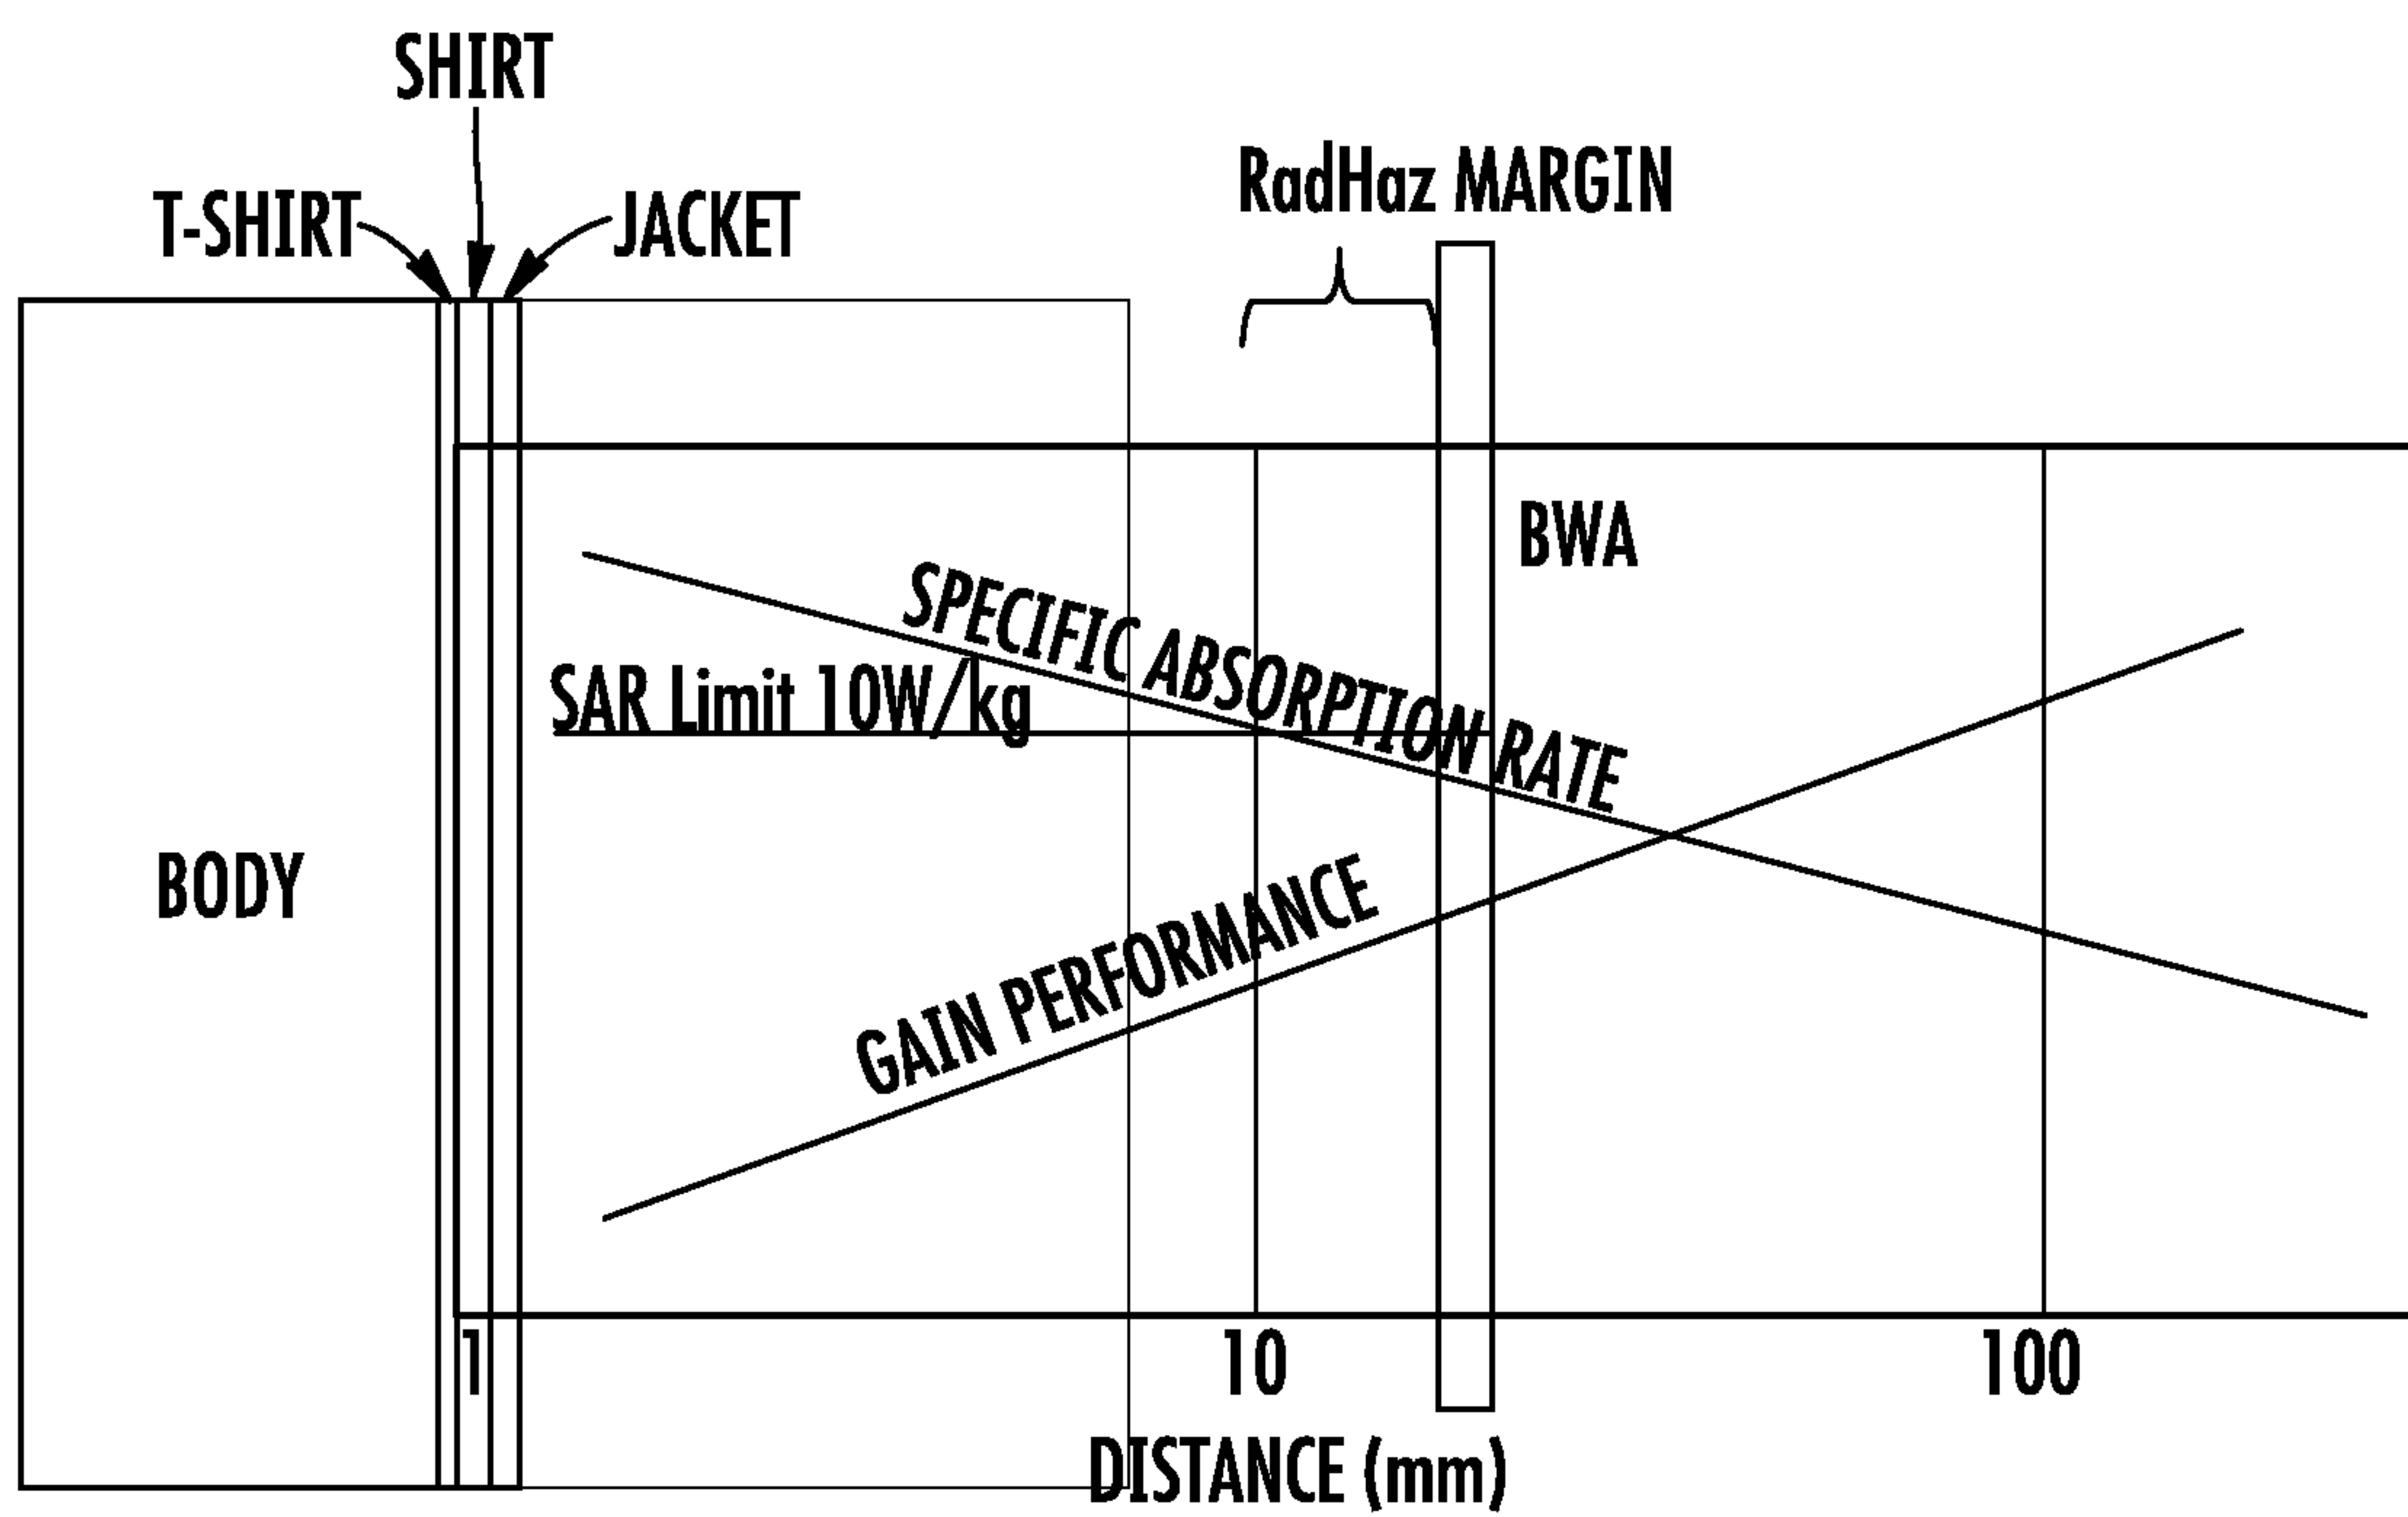 SHIRT
RadHaz MARGIN
T-SHIRT
JACKET
BWA
SPECIFIC ABSORPTION RATE
SAR Limit 10W/kg
BODY
GAIN PERFORMANCE
1
10
100
DISTANCE (mm)